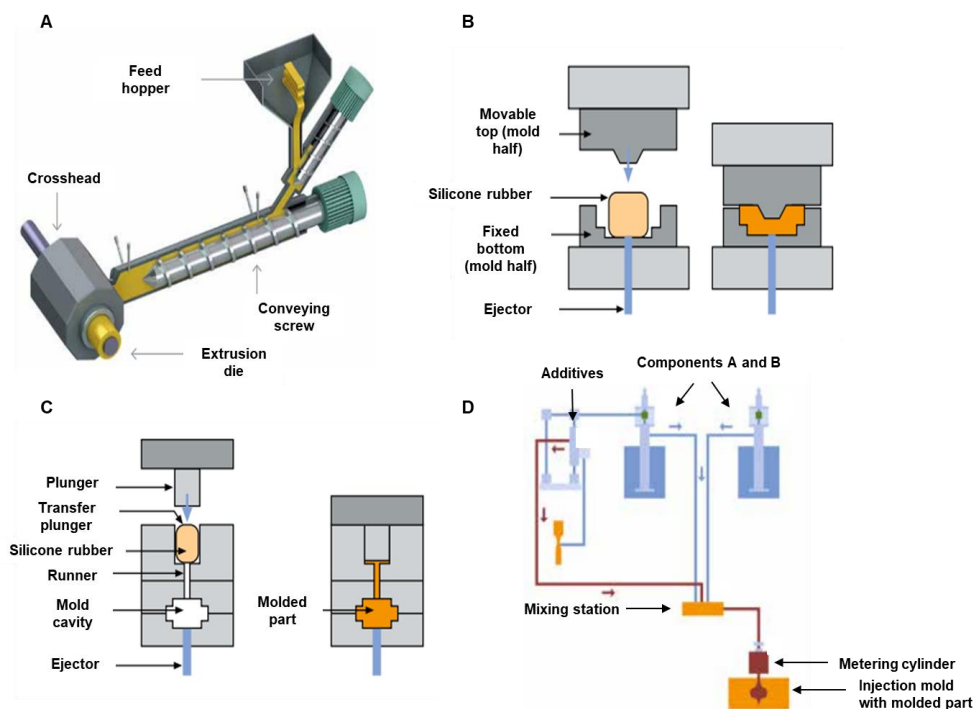 A
Feed
hopper
Crosshead
Conveying
screw
Extrusion
die
B
Movable
top (mold
half)
Silicone rubber
Fixed
bottom
(mold half)
Ejector
C
Plunger
Transfer
plunger
Silicone rubber
Runner
Mold
cavity
Ejector
Molded
part
D
Components A and B
Additives
Mixing station
Metering cylinder
Injection mold
with molded part